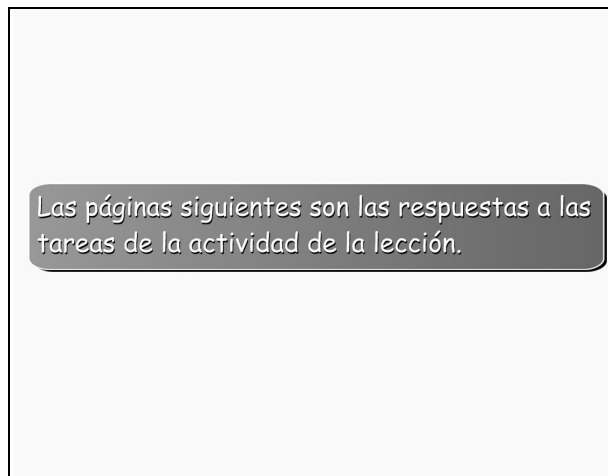 Las páginas siguientes son las respuestas a las
tareas de la actividad de la lección.